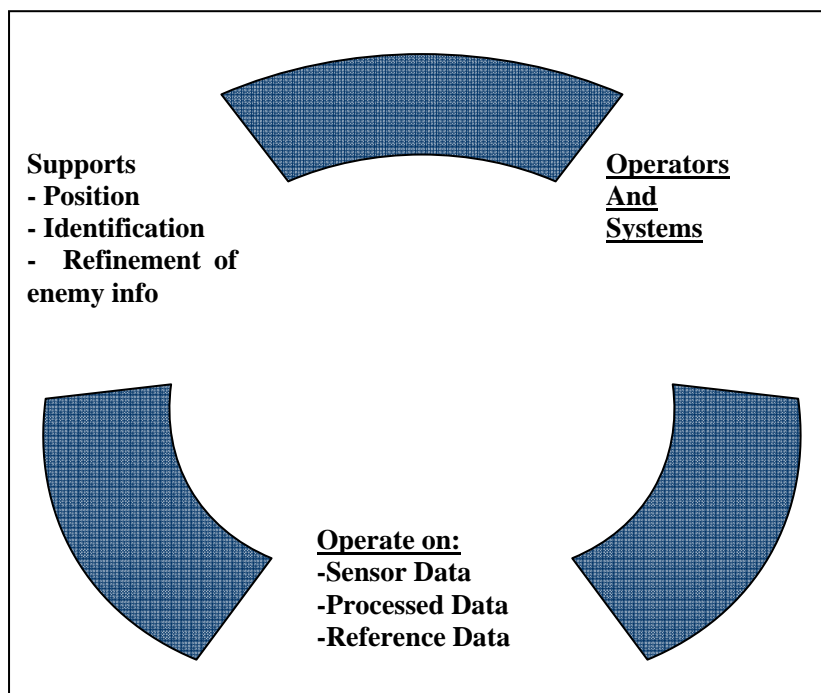 Supports
- Position
- Identification
- Refinement of
enemy info
Operators
And
Systems
Operate on:
-Sensor Data
-Processed Data
-Reference Data